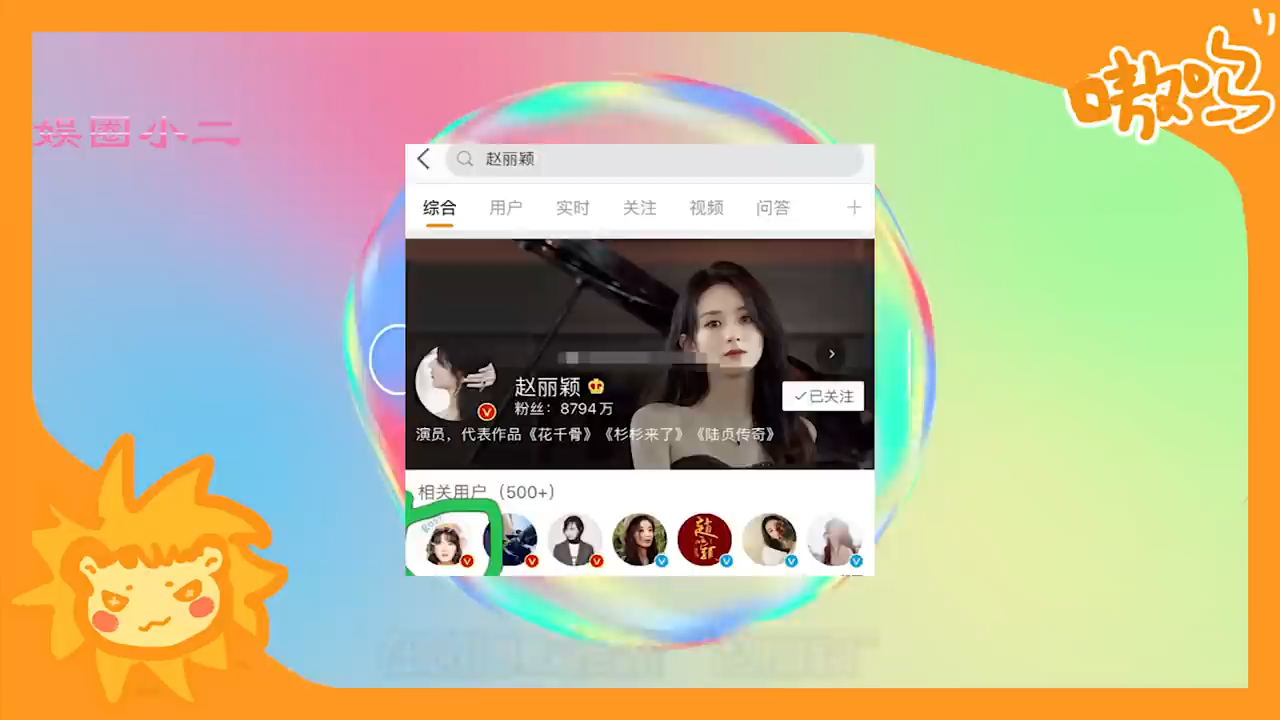 嗷呜
娱圈小二
赵丽颖
综合 用户 实时 关注 视频 问答
赵丽颖
粉丝：8794万
已关注
演员，代表作品《花千骨》《杉杉来了》《陆贞传奇》
相关用户（500+）